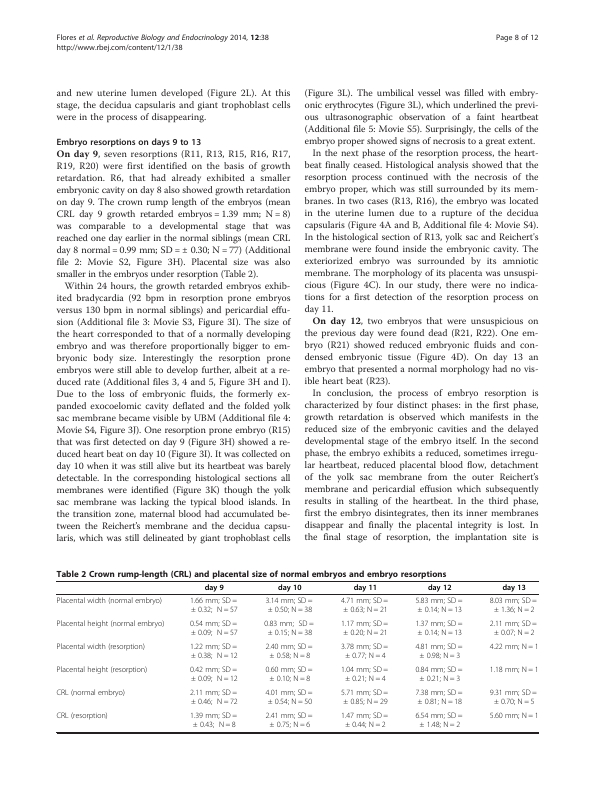 Flores et al. Reproductive Biology and Endocrinology 2014, 12:38
http://www.rbej.com/content/12/1/38
Page 8 of 12
and new uterine lumen developed (Figure 2L). At this
stage, the decidua capsularis and giant trophoblast cells
were in the process of disappearing.
Embryo resorptions on days 9 to 13
On day 9, seven resorptions (R11, R13, R15, R16, R17,
R19, R20) were first identified on the basis of growth
retardation. R6, that had already exhibited a smaller
embryonic cavity on day 8 also showed growth retardation
on day 9. The crown rump length of the embryos (mean
CRL day 9 growth retarded embryos = 1.39 mm; N = 8)
was comparable to a developmental stage that was
reached one day earlier in the normal siblings (mean CRL
day 8 normal = 0.99 mm; SD = ± 0.30; N = 77) (Additional
file 2: Movie S2, Figure 3H). Placental size was also
smaller in the embryos under resorption (Table 2).
Within 24 hours, the growth retarded embryos exhib-
ited bradycardia (92 bpm in resorption prone embryos
versus 130 bpm in normal siblings) and pericardial effu-
sion (Additional file 3: Movie S3, Figure 3I). The size of
the heart corresponded to that of a normally developing
embryo and was therefore proportionally bigger to em-
bryonic body size. Interestingly the resorption prone
embryos were still able to develop further, albeit at a re-
duced rate (Additional files 3, 4 and 5, Figure 3H and I).
Due to the loss of embryonic fluids, the formerly ex-
panded exocoelomic cavity deflated and the folded yolk
sac membrane became visible by UBM (Additional file 4:
Movie S4, Figure 3J). One resorption prone embryo (R15)
that was first detected on day 9 (Figure 3H) showed a re-
duced heart beat on day 10 (Figure 3I). It was collected on
day 10 when it was still alive but its heartbeat was barely
detectable. In the corresponding histological sections all
membranes were identified (Figure 3K) though the yolk
sac membrane was lacking the typical blood islands. In
the transition zone, maternal blood had accumulated be-
tween the Reichert's membrane and the decidua capsu-
laris, which was still delineated by giant trophoblast cells
(Figure 3L). The umbilical vessel was filled with embry-
onic erythrocytes (Figure 3L), which underlined the previ-
ous ultrasonographic observation of a faint heartbeat
(Additional file 5: Movie S5). Surprisingly, the cells of the
embryo proper showed signs of necrosis to a great extent.
In the next phase of the resorption process, the heart-
beat finally ceased. Histological analysis showed that the
resorption process continued with the necrosis of the
embryo proper, which was still surrounded by its mem-
branes. In two cases (R13, R16), the embryo was located
in the uterine lumen due to a rupture of the decidua
capsularis (Figure 4A and B, Additional file 4: Movie S4).
In the histological section of R13, yolk sac and Reichert's
membrane were found inside the embryonic cavity. The
exteriorized embryo was surrounded by its amniotic
membrane. The morphology of its placenta was unsuspi-
cious (Figure 4C). In our study, there were no indica-
tions for a first detection of the resorption process on
day 11.
On day 12, two embryos that were unsuspicious on
the previous day were found dead (R21, R22). One em-
bryo (R21) showed reduced embryonic fluids and con-
densed embryonic tissue (Figure 4D). On day 13 an
embryo that presented a normal morphology had no vis-
ible heart beat (R23).
In conclusion, the process of embryo resorption is
characterized by four distinct phases: in the first phase,
growth retardation is observed which manifests in the
reduced size of the embryonic cavities and the delayed
developmental stage of the embryo itself. In the second
phase, the embryo exhibits a reduced, sometimes irregu-
lar heartbeat, reduced placental blood flow, detachment
of the yolk sac membrane from the outer Reichert's
membrane and pericardial effusion which subsequently
results in stalling of the heartbeat. In the third phase,
first the embryo disintegrates, then its inner membranes
disappear and finally the placental integrity is lost. In
the final stage of resorption, the implantation site is
Table 2 Crown rump-length (CRL) and placental size of normal embryos and embryo resorptions
day 9 day 10 day 11 day 12 day 13
Placental width (normal embryo) 1.66 mm; SD = 3.14 mm; SD = 4.71 mm; SD = 5.83 mm; SD = 8.03 mm; SD =
± 0.32; N = 57 ± 0.50; N = 38 ± 0.63; N = 21 ± 0.14; N = 13 ± 1.36; N = 2
Placental height (normal embryo) 0.54 mm; SD = 0.83 mm; SD = 1.17 mm; SD = 1.37 mm; SD = 2.11 mm; SD =
± 0.09; N = 57 ± 0.15; N = 38 ± 0.20; N = 21 ± 0.14; N = 13 ± 0.07; N = 2
Placental width (resorption) 1.22 mm; SD = 2.40 mm; SD = 3.78 mm; SD = 4.81 mm; SD = 4.22 mm; N = 1
± 0.38; N = 12 ± 0.58; N = 8 ± 0.77; N = 4 ± 0.98; N = 3
Placental height (resorption) 0.42 mm; SD = 0.60 mm; SD = 1.04 mm; SD = 0.84 mm; SD = 1.18 mm; N = 1
± 0.09; N = 12 ± 0.10; N = 8 ± 0.21; N = 4 ± 0.21; N = 3
CRL (normal embryo) 2.11 mm; SD = 4.01 mm; SD = 5.71 mm; SD = 7.38 mm; SD = 9.31 mm; SD =
± 0.46; N = 72 ± 0.54; N = 50 ± 0.85; N = 29 ± 0.81; N = 18 ± 0.70; N = 5
CRL (resorption) 1.39 mm; SD = 2.41 mm; SD = 1.47 mm; SD = 6.54 mm; SD = 5.60 mm; N = 1
± 0.43; N = 8 ± 0.75; N = 6 ± 0.44; N = 2 ± 1.48; N = 2